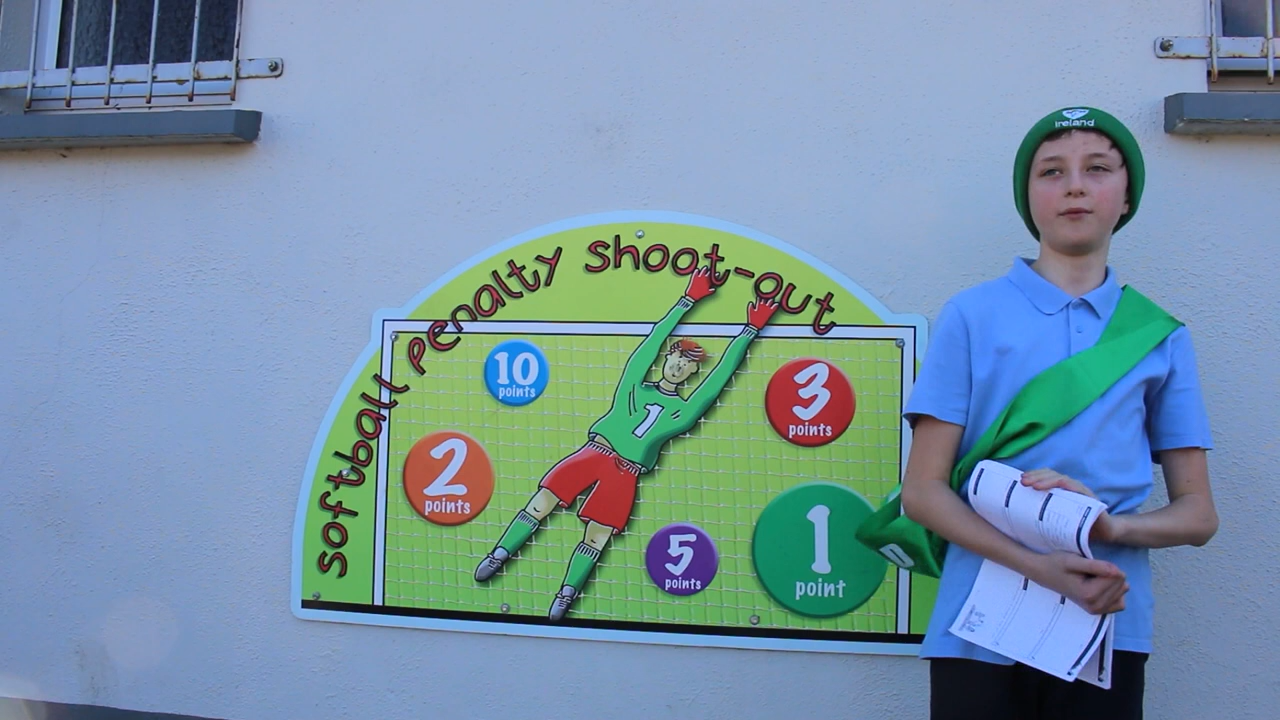 softball penalty shoot-out
10
points
3
points
2
points
1
5
points
1
point
Ireland